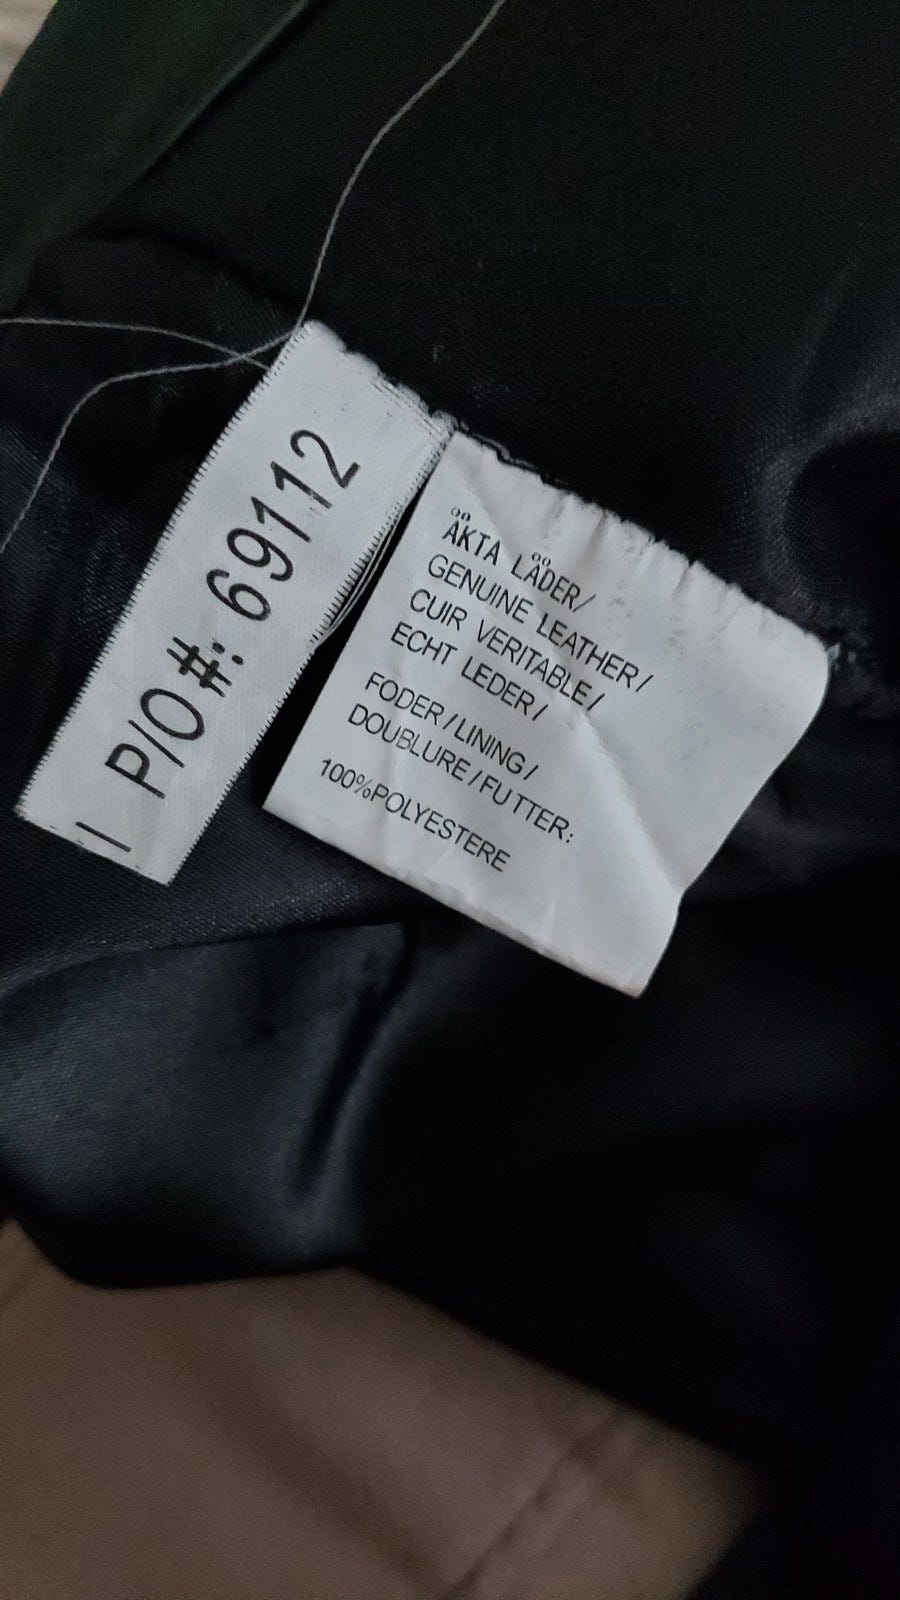 P/O#: 69112
ÄKTA LÄDER/
GENUINE LEATHER/
CUIR VERITABLE/
ECHT LEDER/
FODER/LINING/
DOUBLURE/FUTTER:
100%POLYESTERE